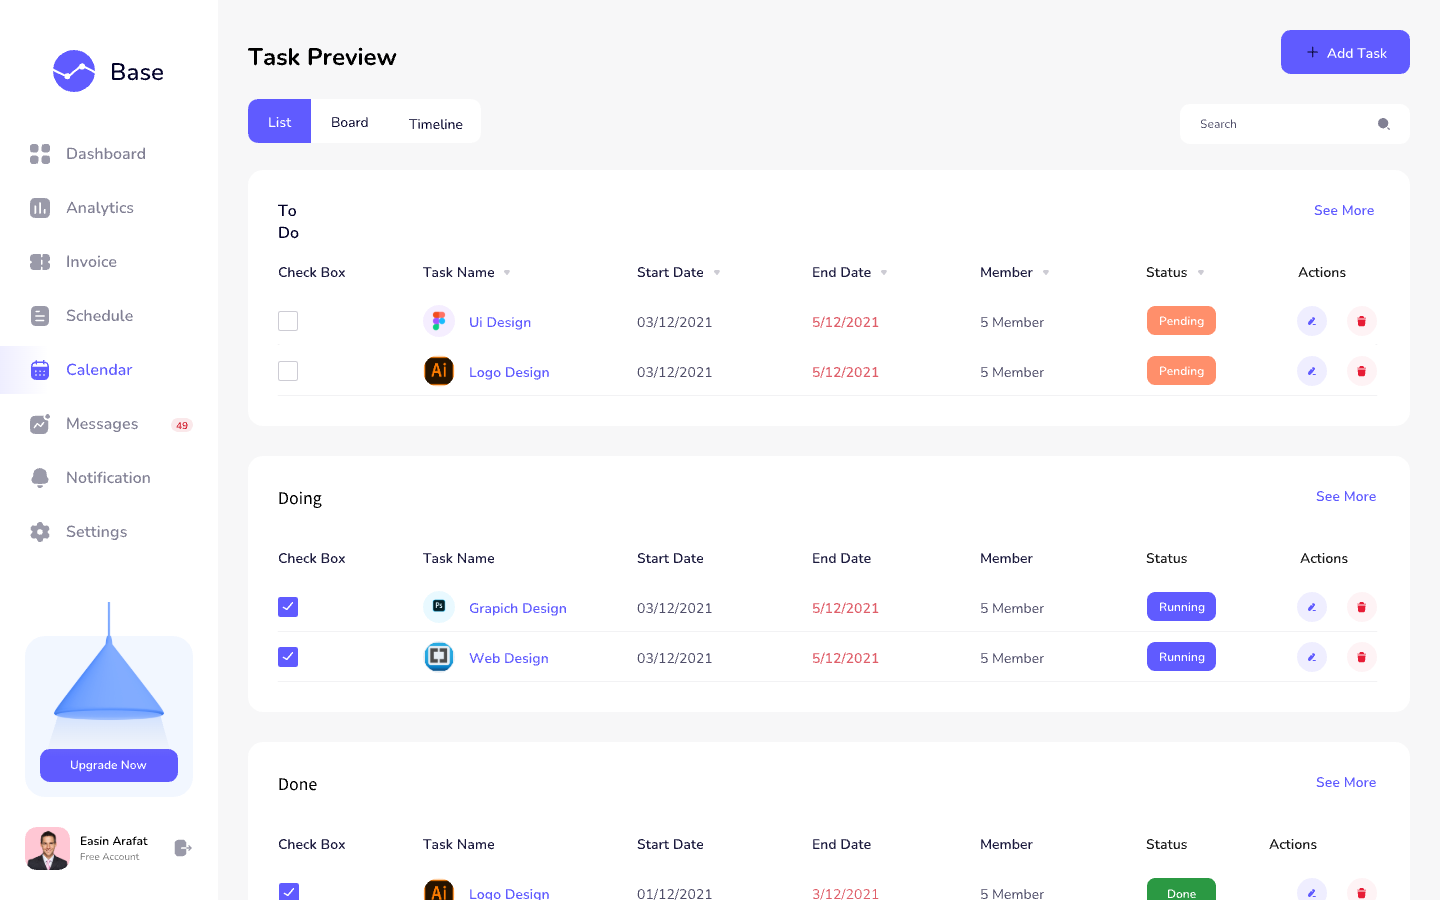 Base
Dashboard
Analytics
Invoice
Schedule
Calendar
Messages 49
Notification
Settings
Upgrade Now
Easin Arafat
Free Account
Task Preview
+ Add Task
List Board Timeline
Search
To
Do
See More
Check Box Task Name Start Date End Date Member Status Actions
Ui Design 03/12/2021 5/12/2021 5 Member Pending
Ai Logo Design 03/12/2021 5/12/2021 5 Member Pending
Doing
See More
Check Box Task Name Start Date End Date Member Status Actions
Ps Grapich Design 03/12/2021 5/12/2021 5 Member Running
Web Design 03/12/2021 5/12/2021 5 Member Running
Done
See More
Check Box Task Name Start Date End Date Member Status Actions
Ai Logo Design 01/12/2021 3/12/2021 5 Member Done